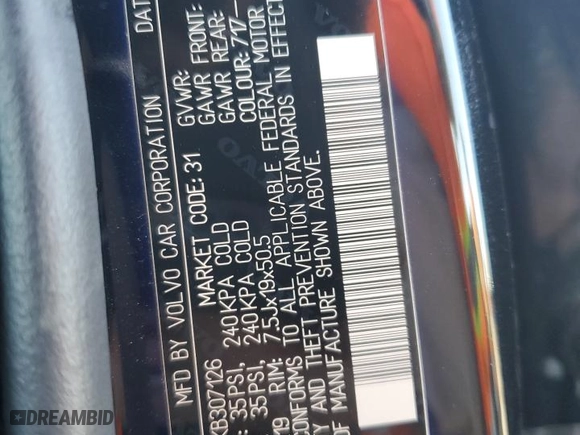 MFD BY VOLVO CAR CORPORATION DAT
KB307126 MARKET CODE: 31 GVWR:
: 35PSI, 240KPA COLD GAWR FRONT:
35PSI, 240KPA COLD GAWR REAR:
19 RIM: 7.5Jx19x50.5 COLOUR: 717-
CONFORMS TO ALL APPLICABLE FEDERAL MOTOR
Y AND THEFT PREVENTION STANDARDS IN EFFECT
OF MANUFACTURE SHOWN ABOVE.
VOLVO
DREAMBID